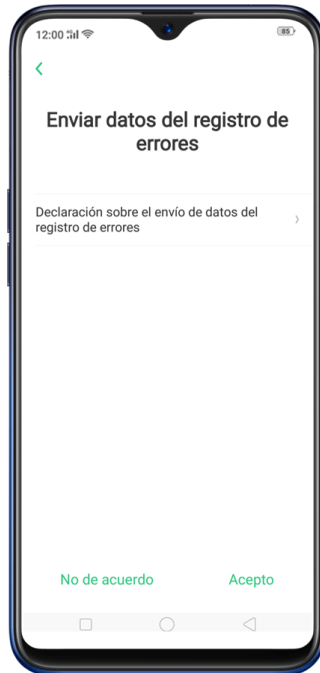 12:00
85
Enviar datos del registro de
errores
Declaración sobre el envío de datos del
registro de errores
No de acuerdo
Acepto